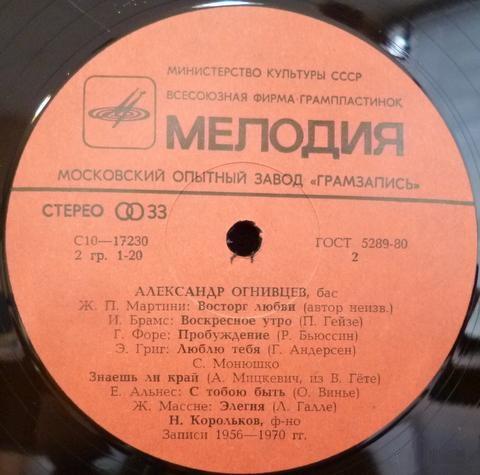 МИНИСТЕРСТВО КУЛЬТУРЫ СССР
ВСЕСОЮЗНАЯ ФИРМА ГРАМПЛАСТИНОК
МЕЛОДИЯ
МОСКОВСКИЙ ОПЫТНЫЙ ЗАВОД «ГРАМЗАПИСЬ»
СТЕРЕО 33
С10—17230 ГОСТ 5289-80
2 гр. 1-20 2
АЛЕКСАНДР ОГНИВЦЕВ, бас
Ж. П. Мартини: Восторг любви (автор неизв.)
И. Брамс: Воскресное утро (П. Гейзе)
Г. Форе: Пробуждение (Р. Бьюссин)
Э. Григ: Люблю тебя (Г. Андерсен)
С. Монюшко
Знаешь ли край (А. Мицкевич, из В. Гёте)
Е. Альнес: С тобою быть (О. Винье)
Ж. Массне: Элегия (Л. Галле)
Н. Корольков, ф-но
Записи 1956—1970 гг.